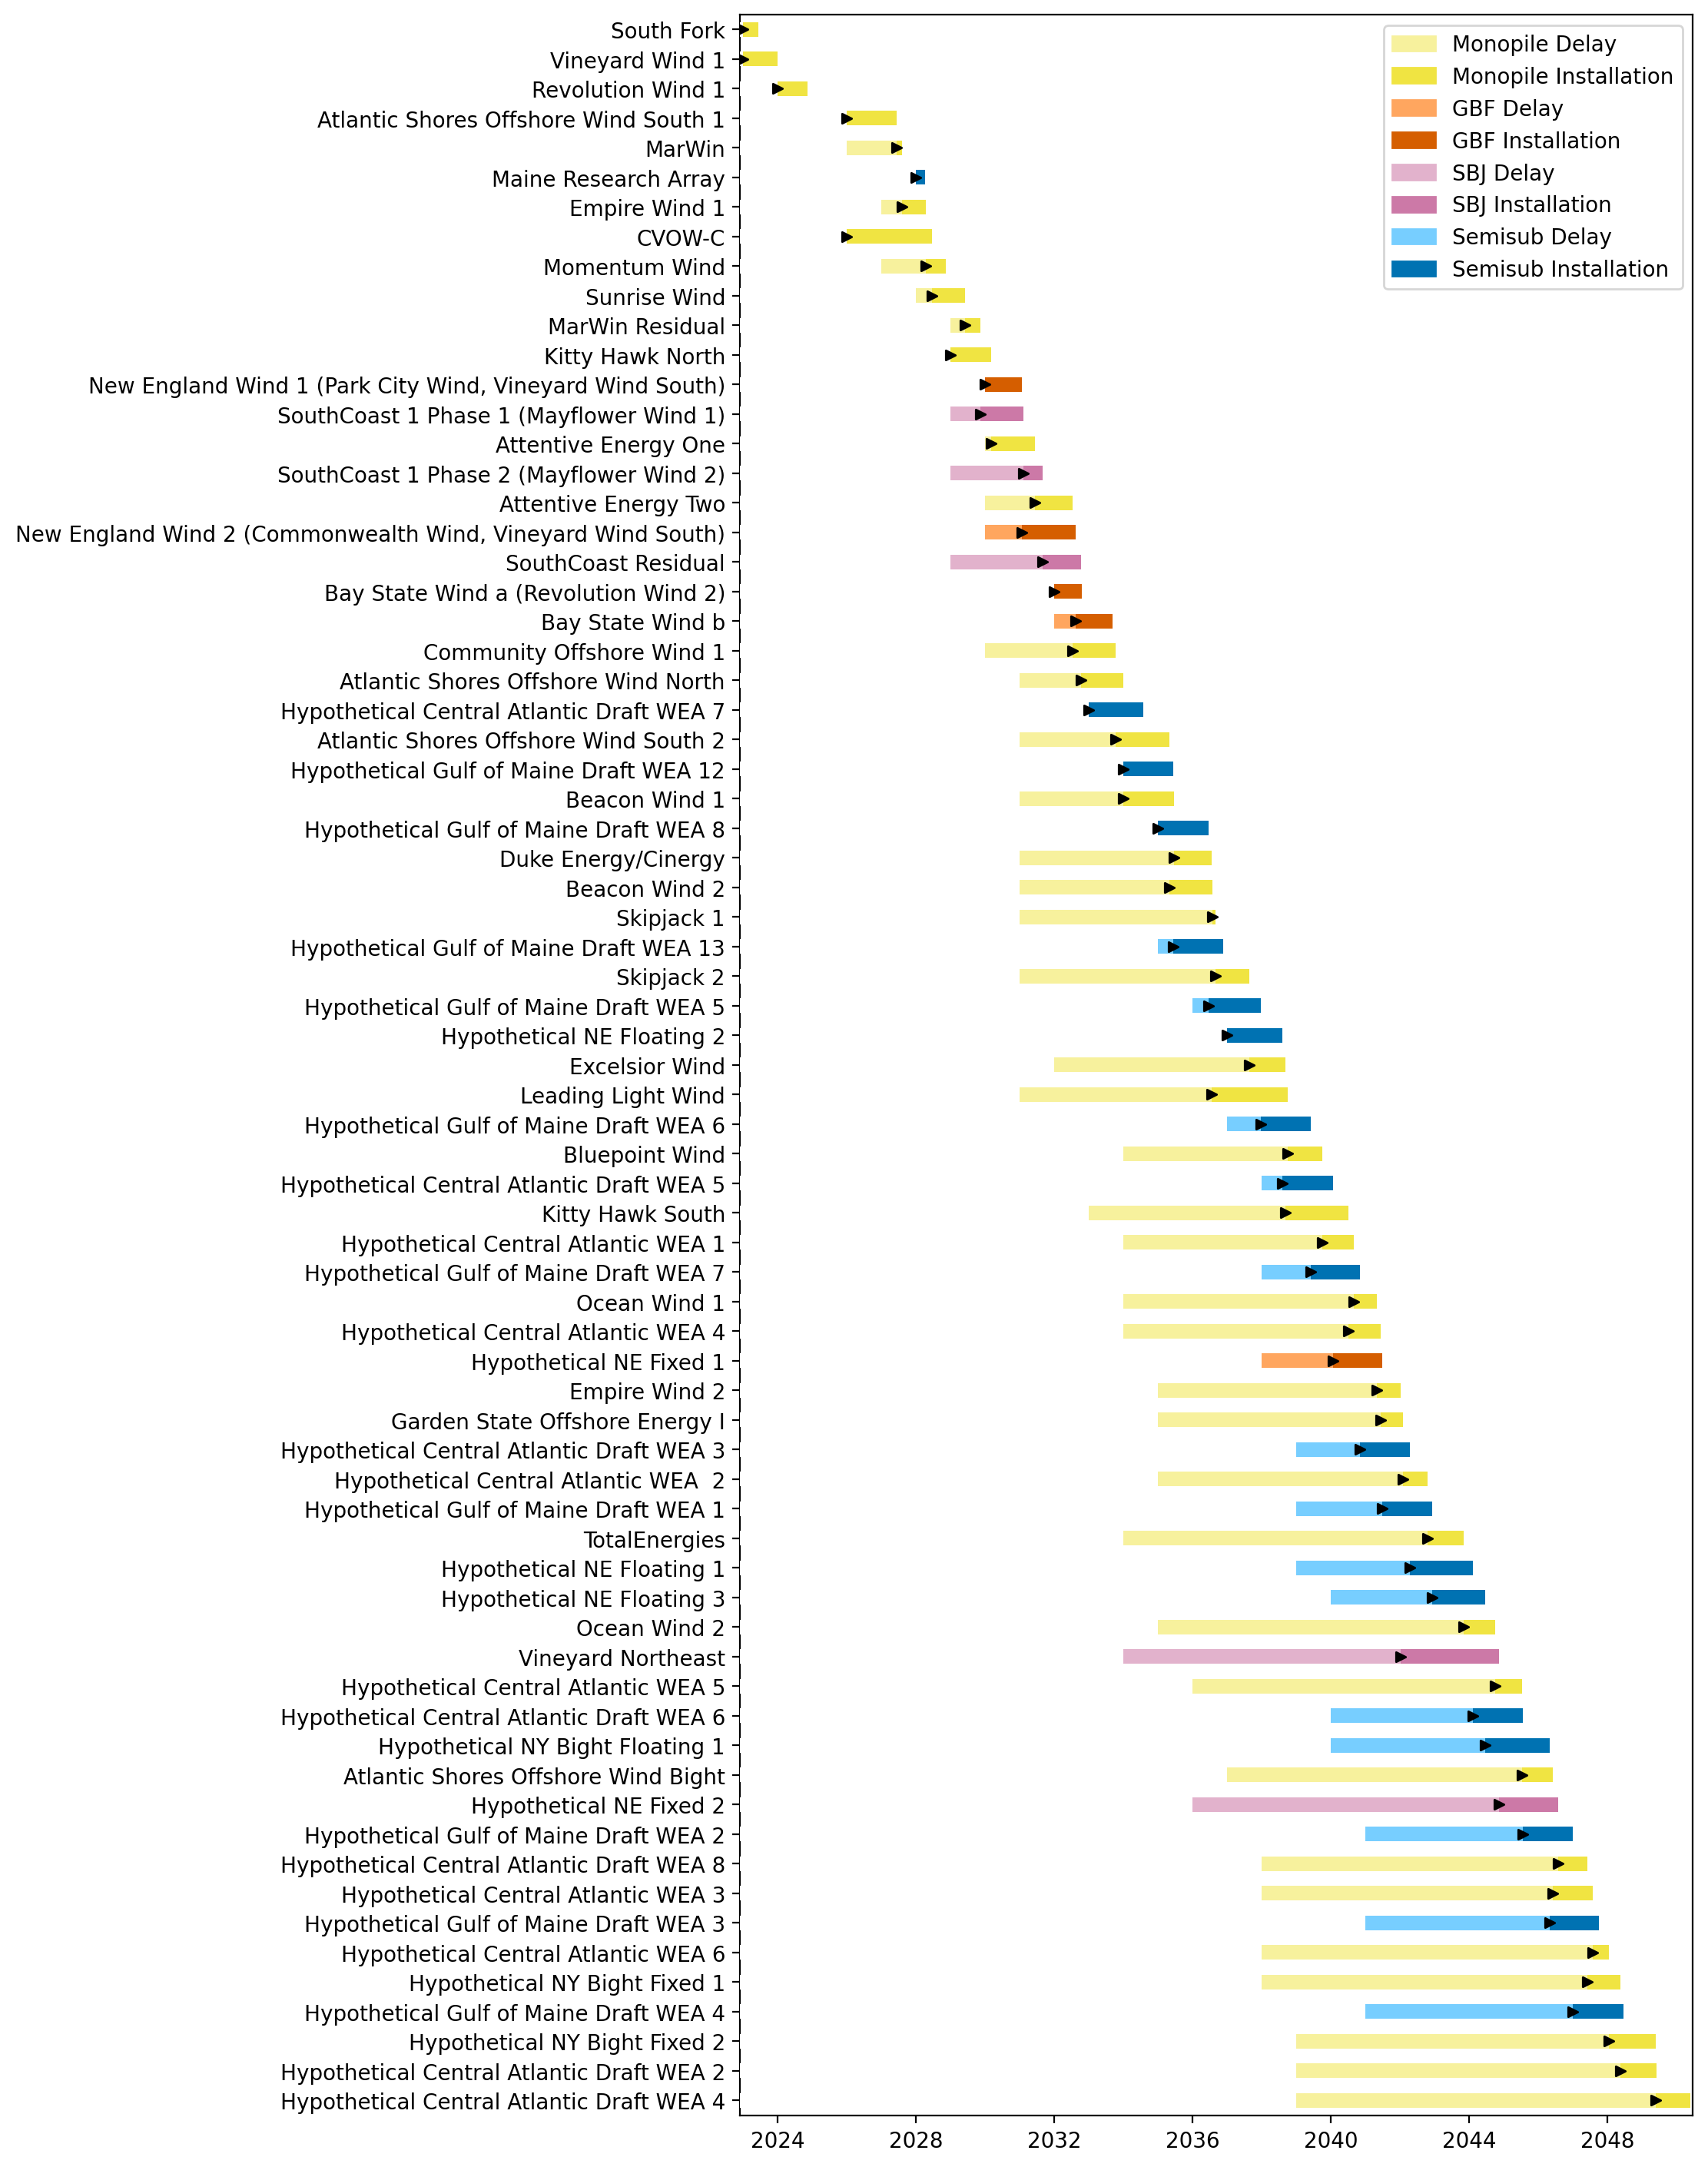 South Fork
Vineyard Wind 1
Revolution Wind 1
Atlantic Shores Offshore Wind South 1
MarWin
Maine Research Array
Empire Wind 1
CVOW-C
Momentum Wind
Sunrise Wind
MarWin Residual
Kitty Hawk North
New England Wind 1 (Park City Wind, Vineyard Wind South)
SouthCoast 1 Phase 1 (Mayflower Wind 1)
Attentive Energy One
SouthCoast 1 Phase 2 (Mayflower Wind 2)
Attentive Energy Two
New England Wind 2 (Commonwealth Wind, Vineyard Wind South)
SouthCoast Residual
Bay State Wind a (Revolution Wind 2)
Bay State Wind b
Community Offshore Wind 1
Atlantic Shores Offshore Wind North
Hypothetical Central Atlantic Draft WEA 7
Atlantic Shores Offshore Wind South 2
Hypothetical Gulf of Maine Draft WEA 12
Beacon Wind 1
Hypothetical Gulf of Maine Draft WEA 8
Duke Energy/Cinergy
Beacon Wind 2
Skipjack 1
Hypothetical Gulf of Maine Draft WEA 13
Skipjack 2
Hypothetical Gulf of Maine Draft WEA 5
Hypothetical NE Floating 2
Excelsior Wind
Leading Light Wind
Hypothetical Gulf of Maine Draft WEA 6
Bluepoint Wind
Hypothetical Central Atlantic Draft WEA 5
Kitty Hawk South
Hypothetical Central Atlantic WEA 1
Hypothetical Gulf of Maine Draft WEA 7
Ocean Wind 1
Hypothetical Central Atlantic WEA 4
Hypothetical NE Fixed 1
Empire Wind 2
Garden State Offshore Energy I
Hypothetical Central Atlantic Draft WEA 3
Hypothetical Central Atlantic WEA  2
Hypothetical Gulf of Maine Draft WEA 1
TotalEnergies
Hypothetical NE Floating 1
Hypothetical NE Floating 3
Ocean Wind 2
Vineyard Northeast
Hypothetical Central Atlantic WEA 5
Hypothetical Central Atlantic Draft WEA 6
Hypothetical NY Bight Floating 1
Atlantic Shores Offshore Wind Bight
Hypothetical NE Fixed 2
Hypothetical Gulf of Maine Draft WEA 2
Hypothetical Central Atlantic Draft WEA 8
Hypothetical Central Atlantic WEA 3
Hypothetical Gulf of Maine Draft WEA 3
Hypothetical Central Atlantic WEA 6
Hypothetical NY Bight Fixed 1
Hypothetical Gulf of Maine Draft WEA 4
Hypothetical NY Bight Fixed 2
Hypothetical Central Atlantic Draft WEA 2
Hypothetical Central Atlantic Draft WEA 4
Monopile Delay
Monopile Installation
GBF Delay
GBF Installation
SBJ Delay
SBJ Installation
Semisub Delay
Semisub Installation
2024 2028 2032 2036 2040 2044 2048